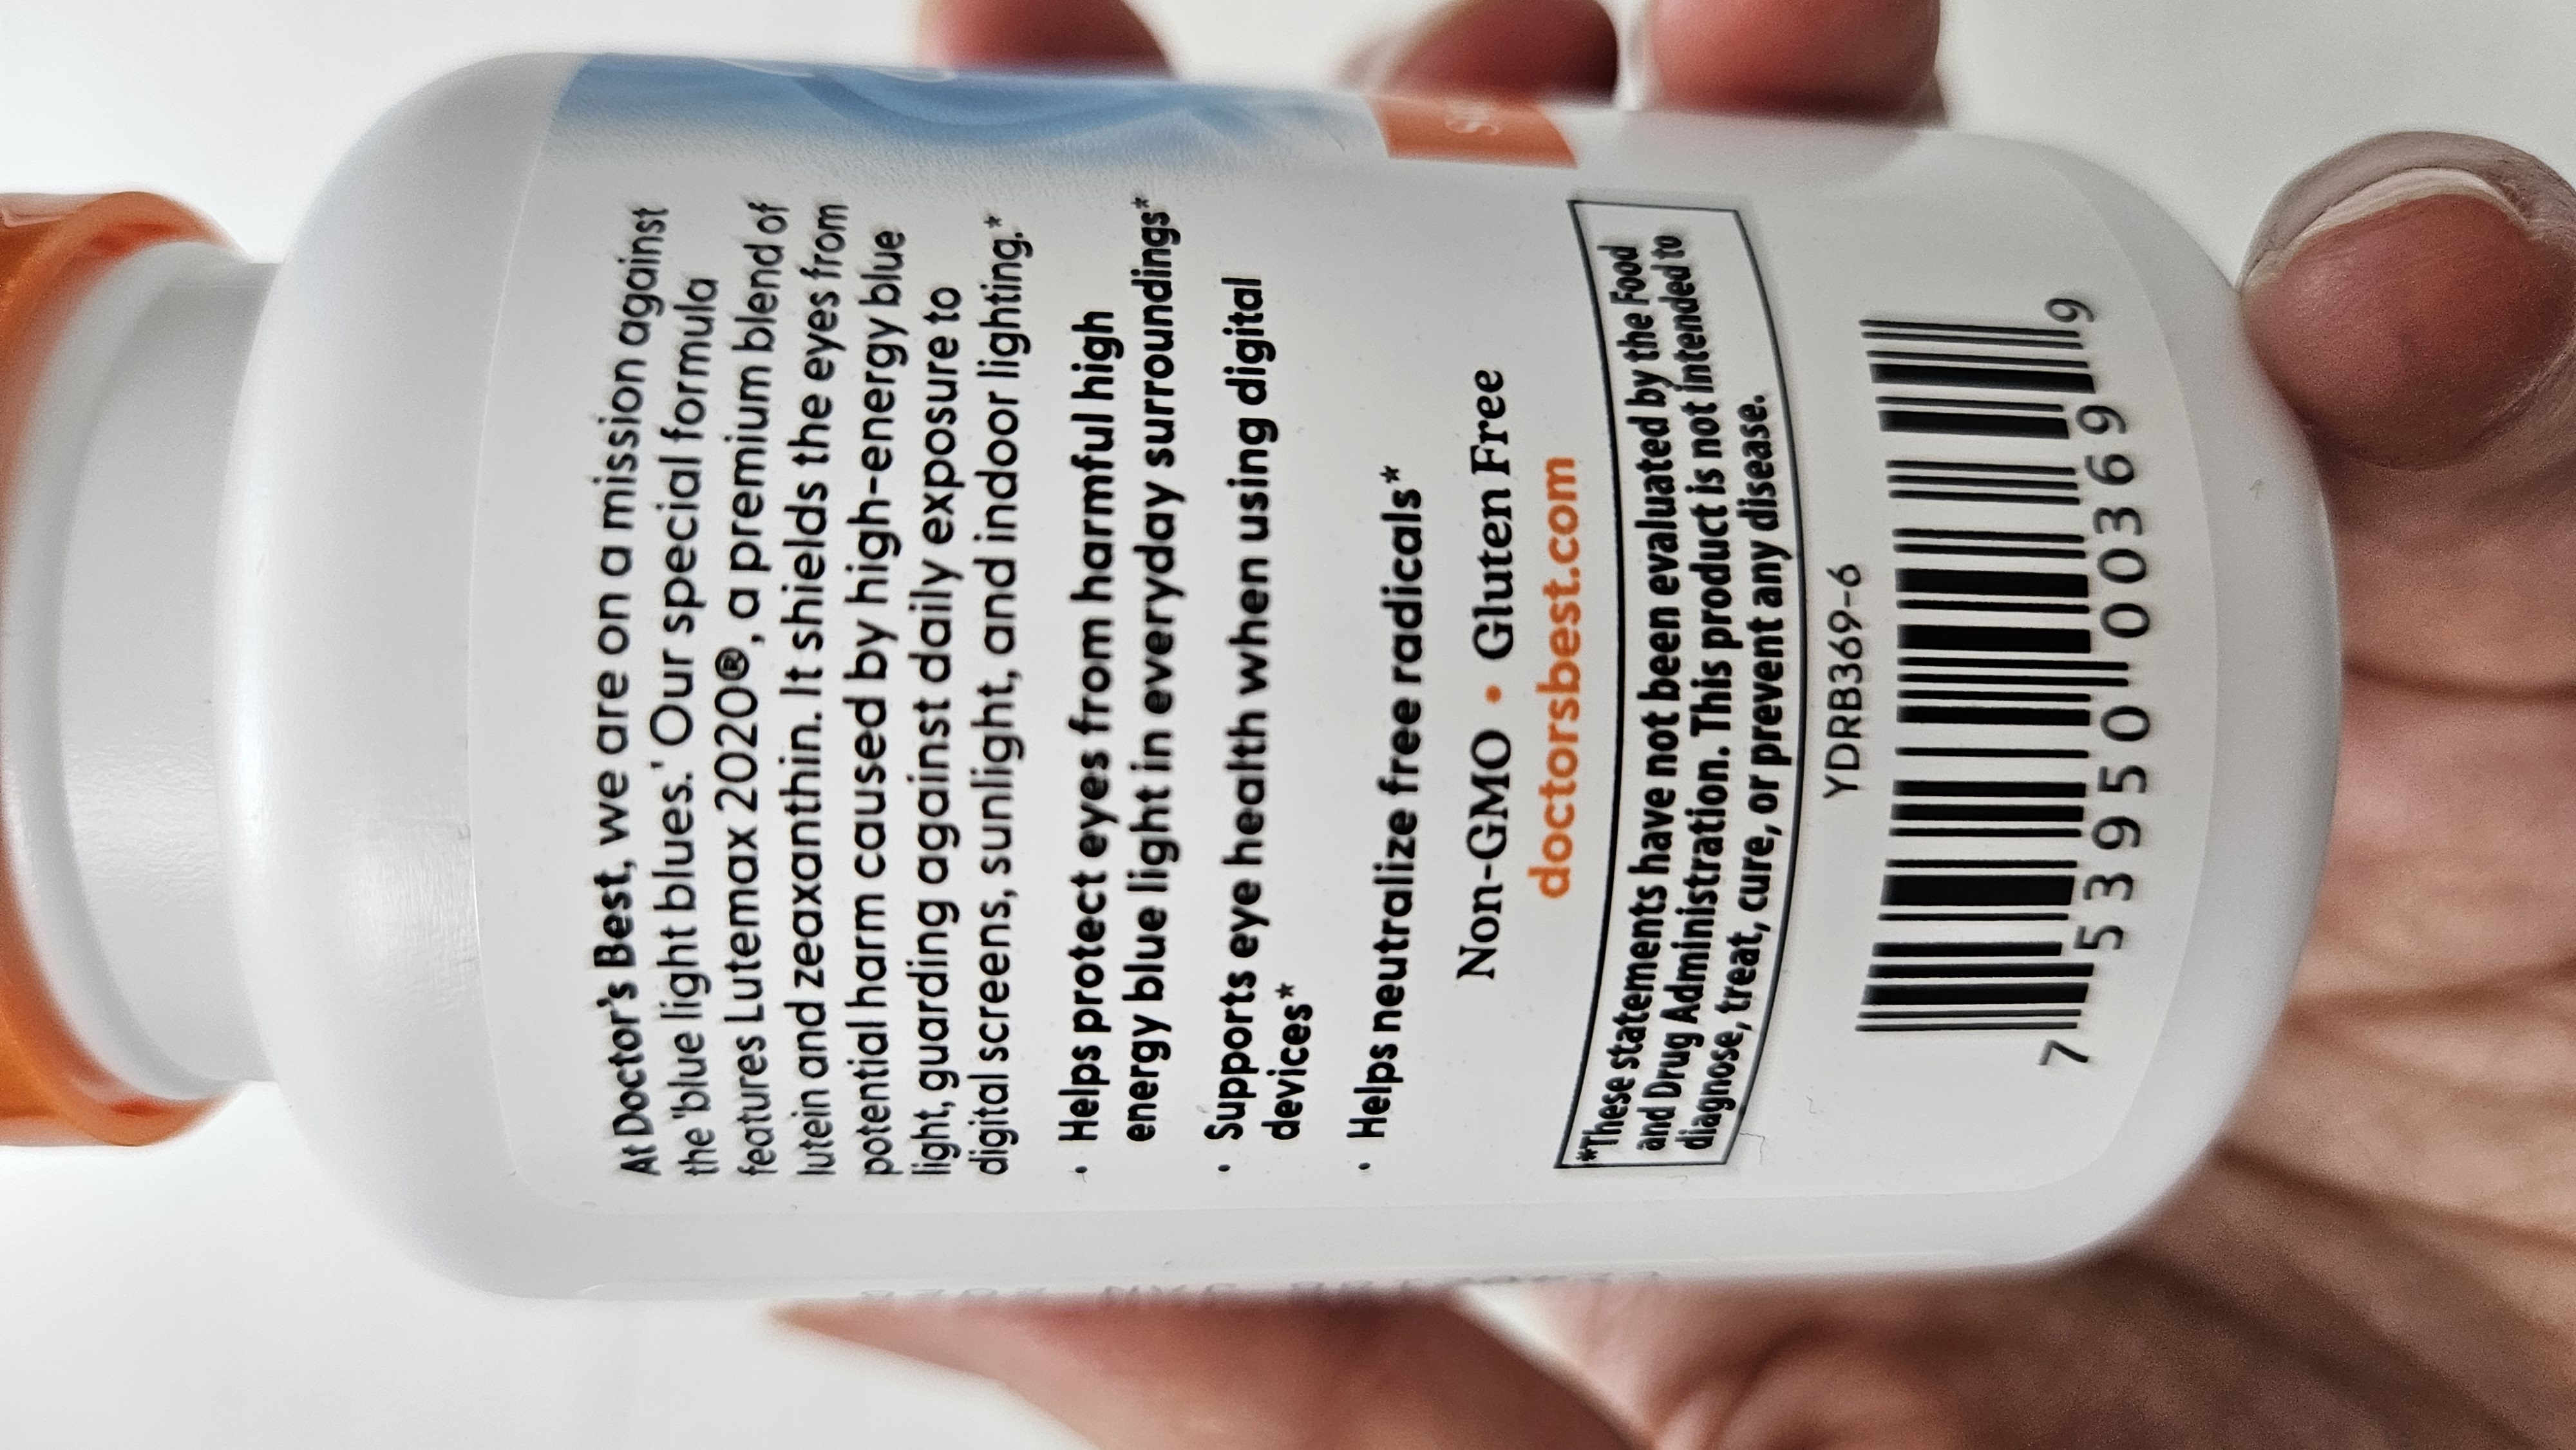 At Doctor's Best, we are on a mission against
the 'blue light blues.' Our special formula
features Lutemax 2020®, a premium blend of
lutein and zeaxanthin. It shields the eyes from
potential harm caused by high-energy blue
light, guarding against daily exposure to
digital screens, sunlight, and indoor lighting.*
· Helps protect eyes from harmful high
energy blue light in everyday surroundings*
· Supports eye health when using digital
devices*
· Helps neutralize free radicals*
Non-GMO • Gluten Free
doctorsbest.com
*These statements have not been evaluated by the Food
and Drug Administration. This product is not intended to
diagnose, treat, cure, or prevent any disease.
YDRB369-6
7 53950 00369 9